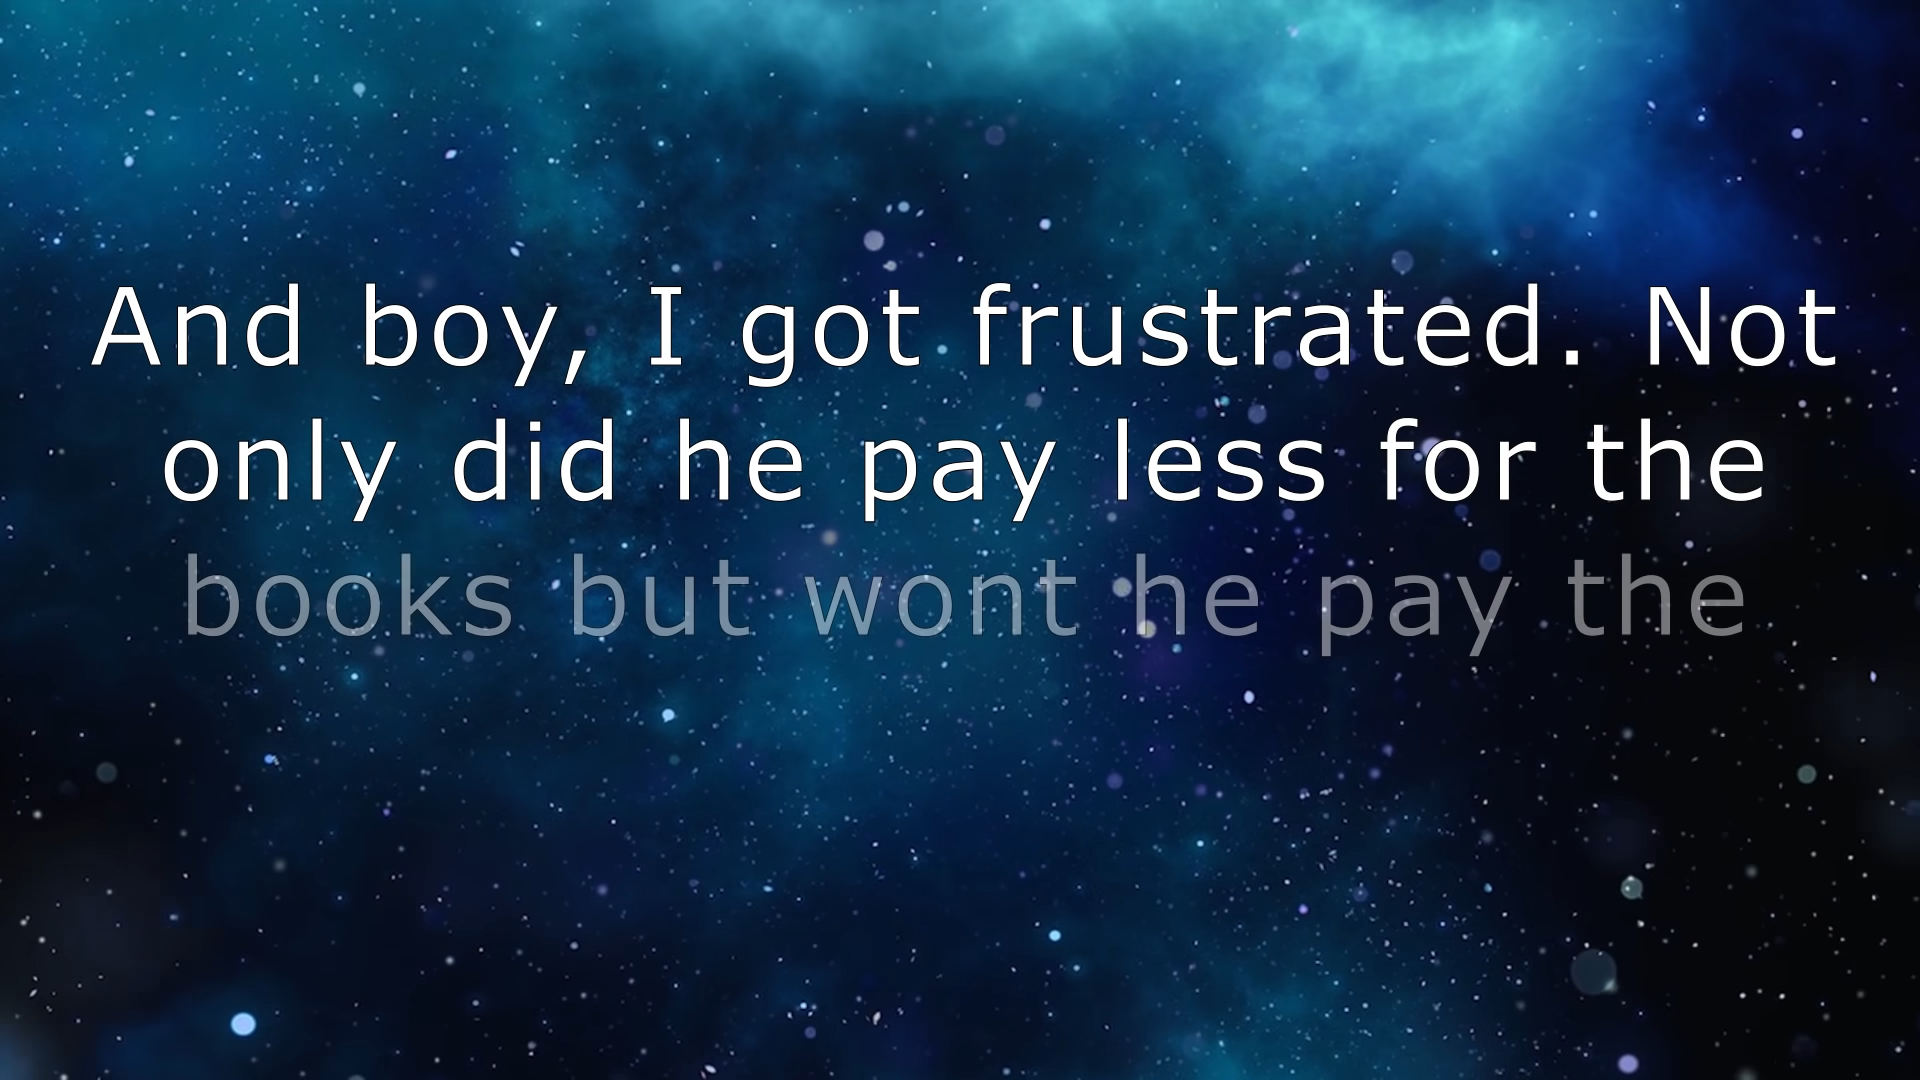 And boy, I got frustrated. Not
only did he pay less for the
books but wont he pay the